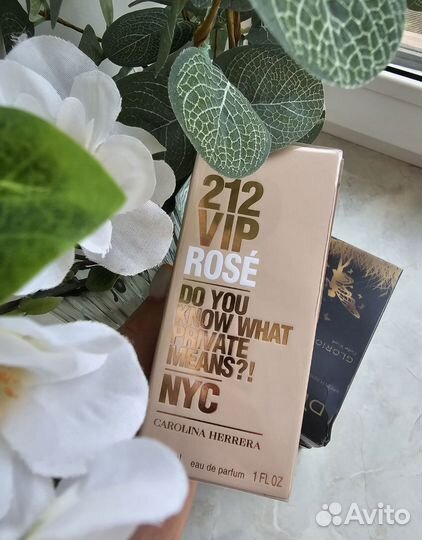 212
VIP
ROSÉ
DO YOU
KNOW WHAT
PRIVATE
MEANS?!
NYC
CAROLINA HERRERA
eau de parfum 1 FL OZ
Avito